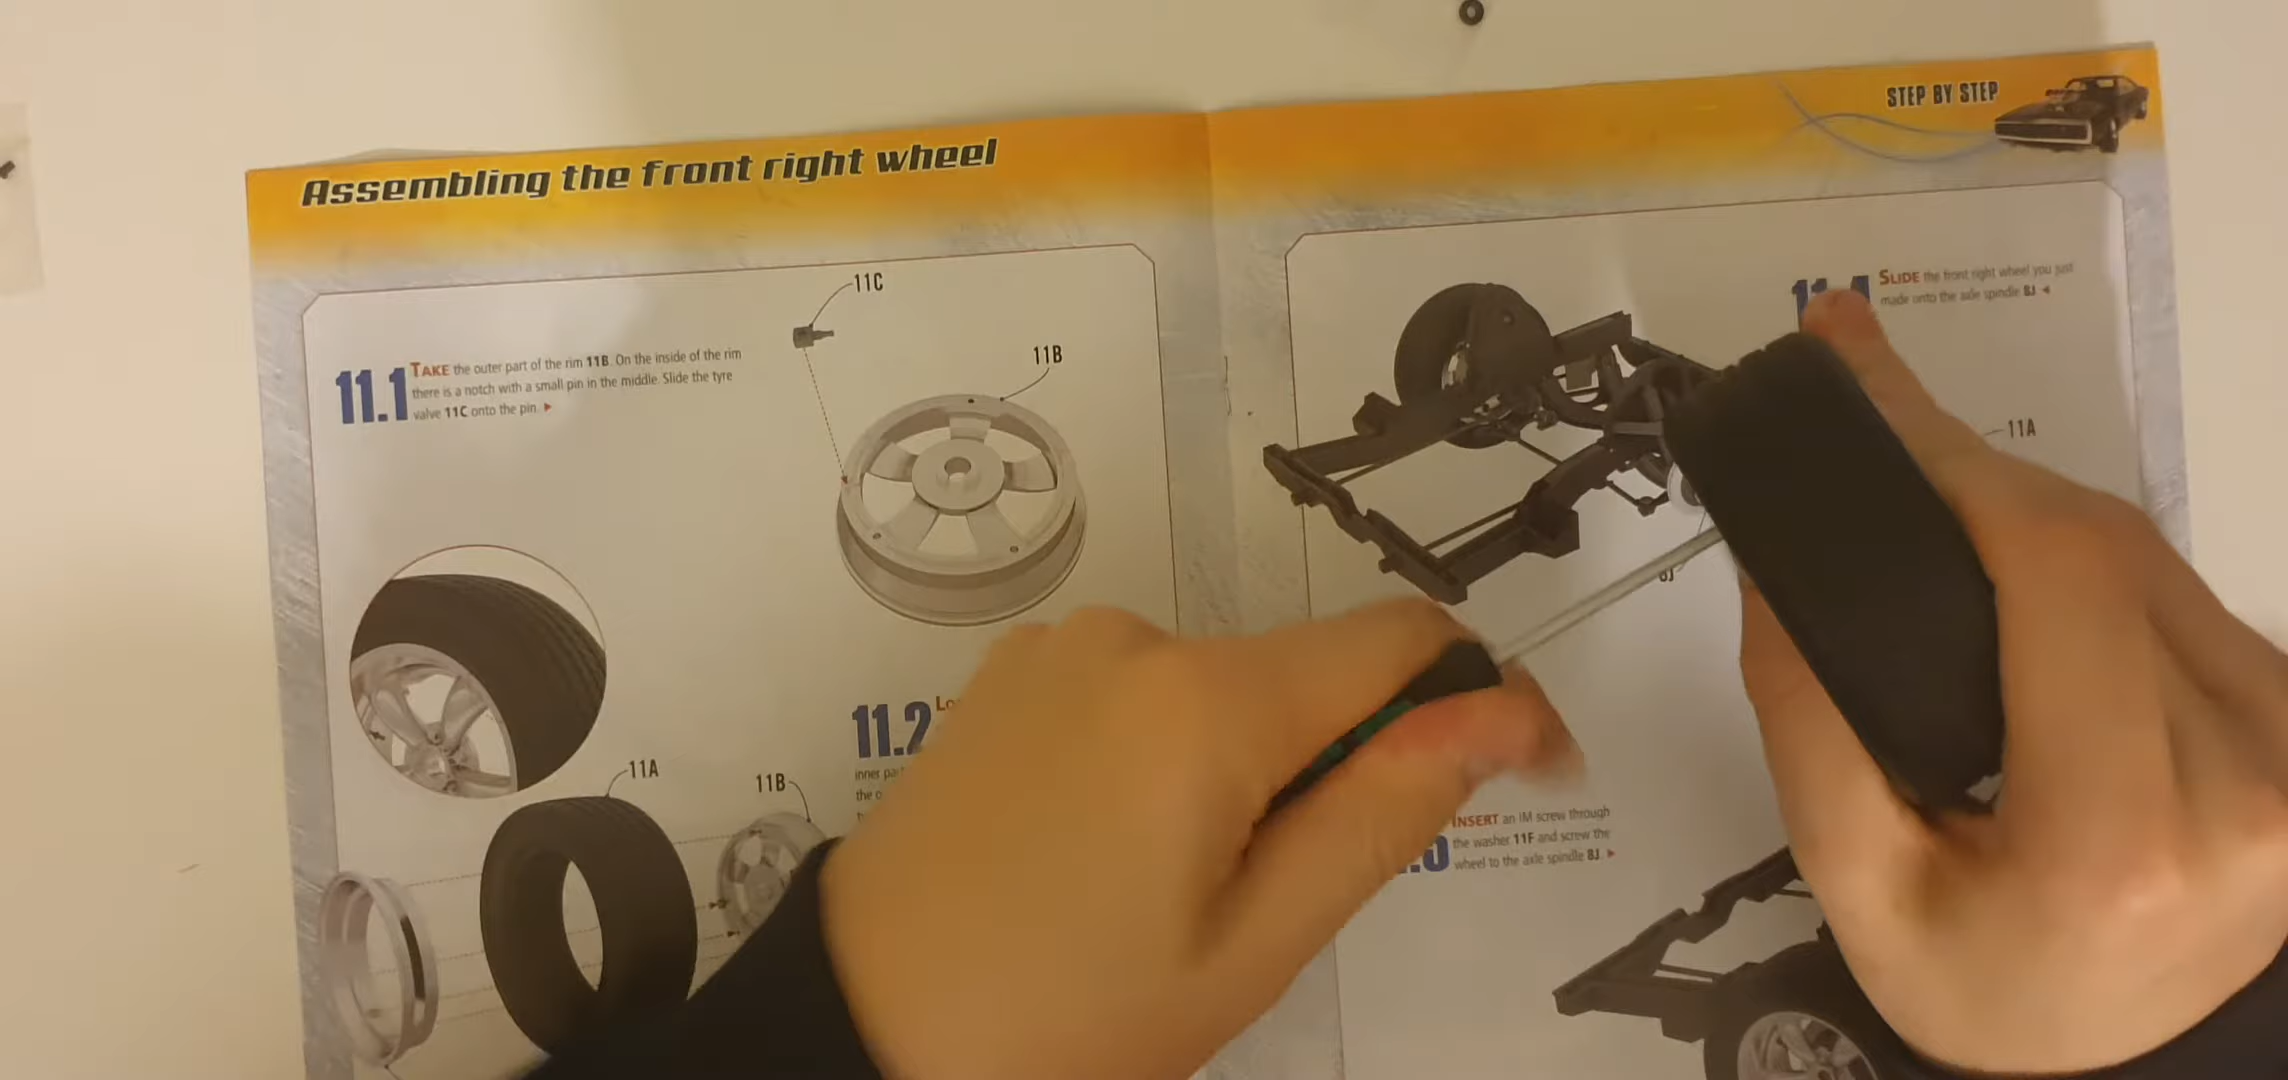 Assembling the front right wheel
STEP BY STEP
11C
11B
11.1
TAKE the outer part of the rim 11B. On the inside of the rim
there is a notch with a small pin in the middle. Slide the tyre
valve 11C onto the pin. ►
11A
11B
11.2
inner
the
SLIDE the front right wheel you just
made onto the axle spindle 8J ◄
11A
8J
INSERT an IM screw through
the washer 11F and screw the
wheel to the axle spindle 8J. ►